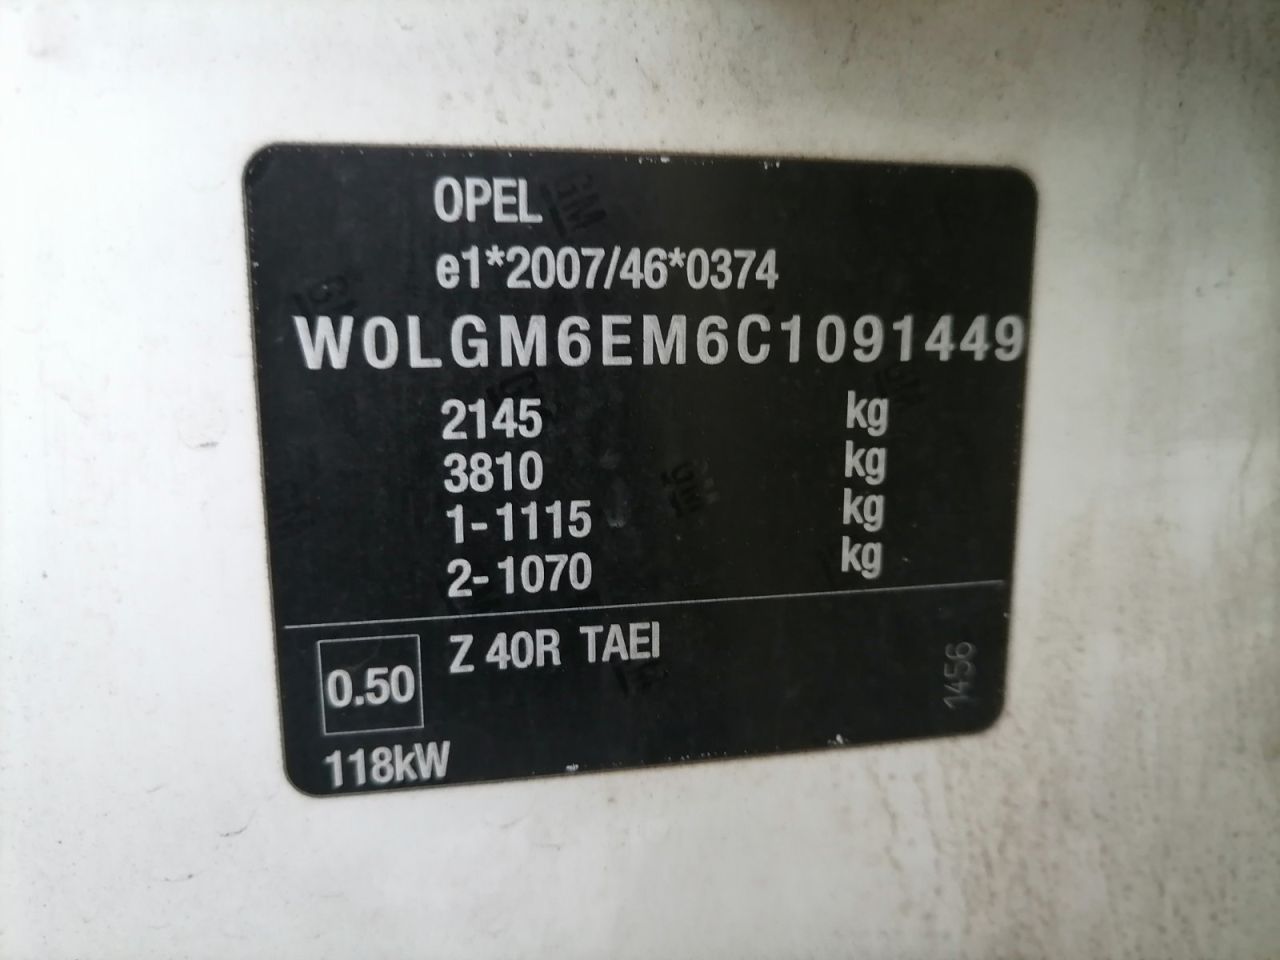 OPEL
e1*2007/46*0374
W0LGM6EM6C1091449
2145 kg
3810 kg
1-1115 kg
2-1070 kg
0.50 Z 40R TAEI
118kW
1456